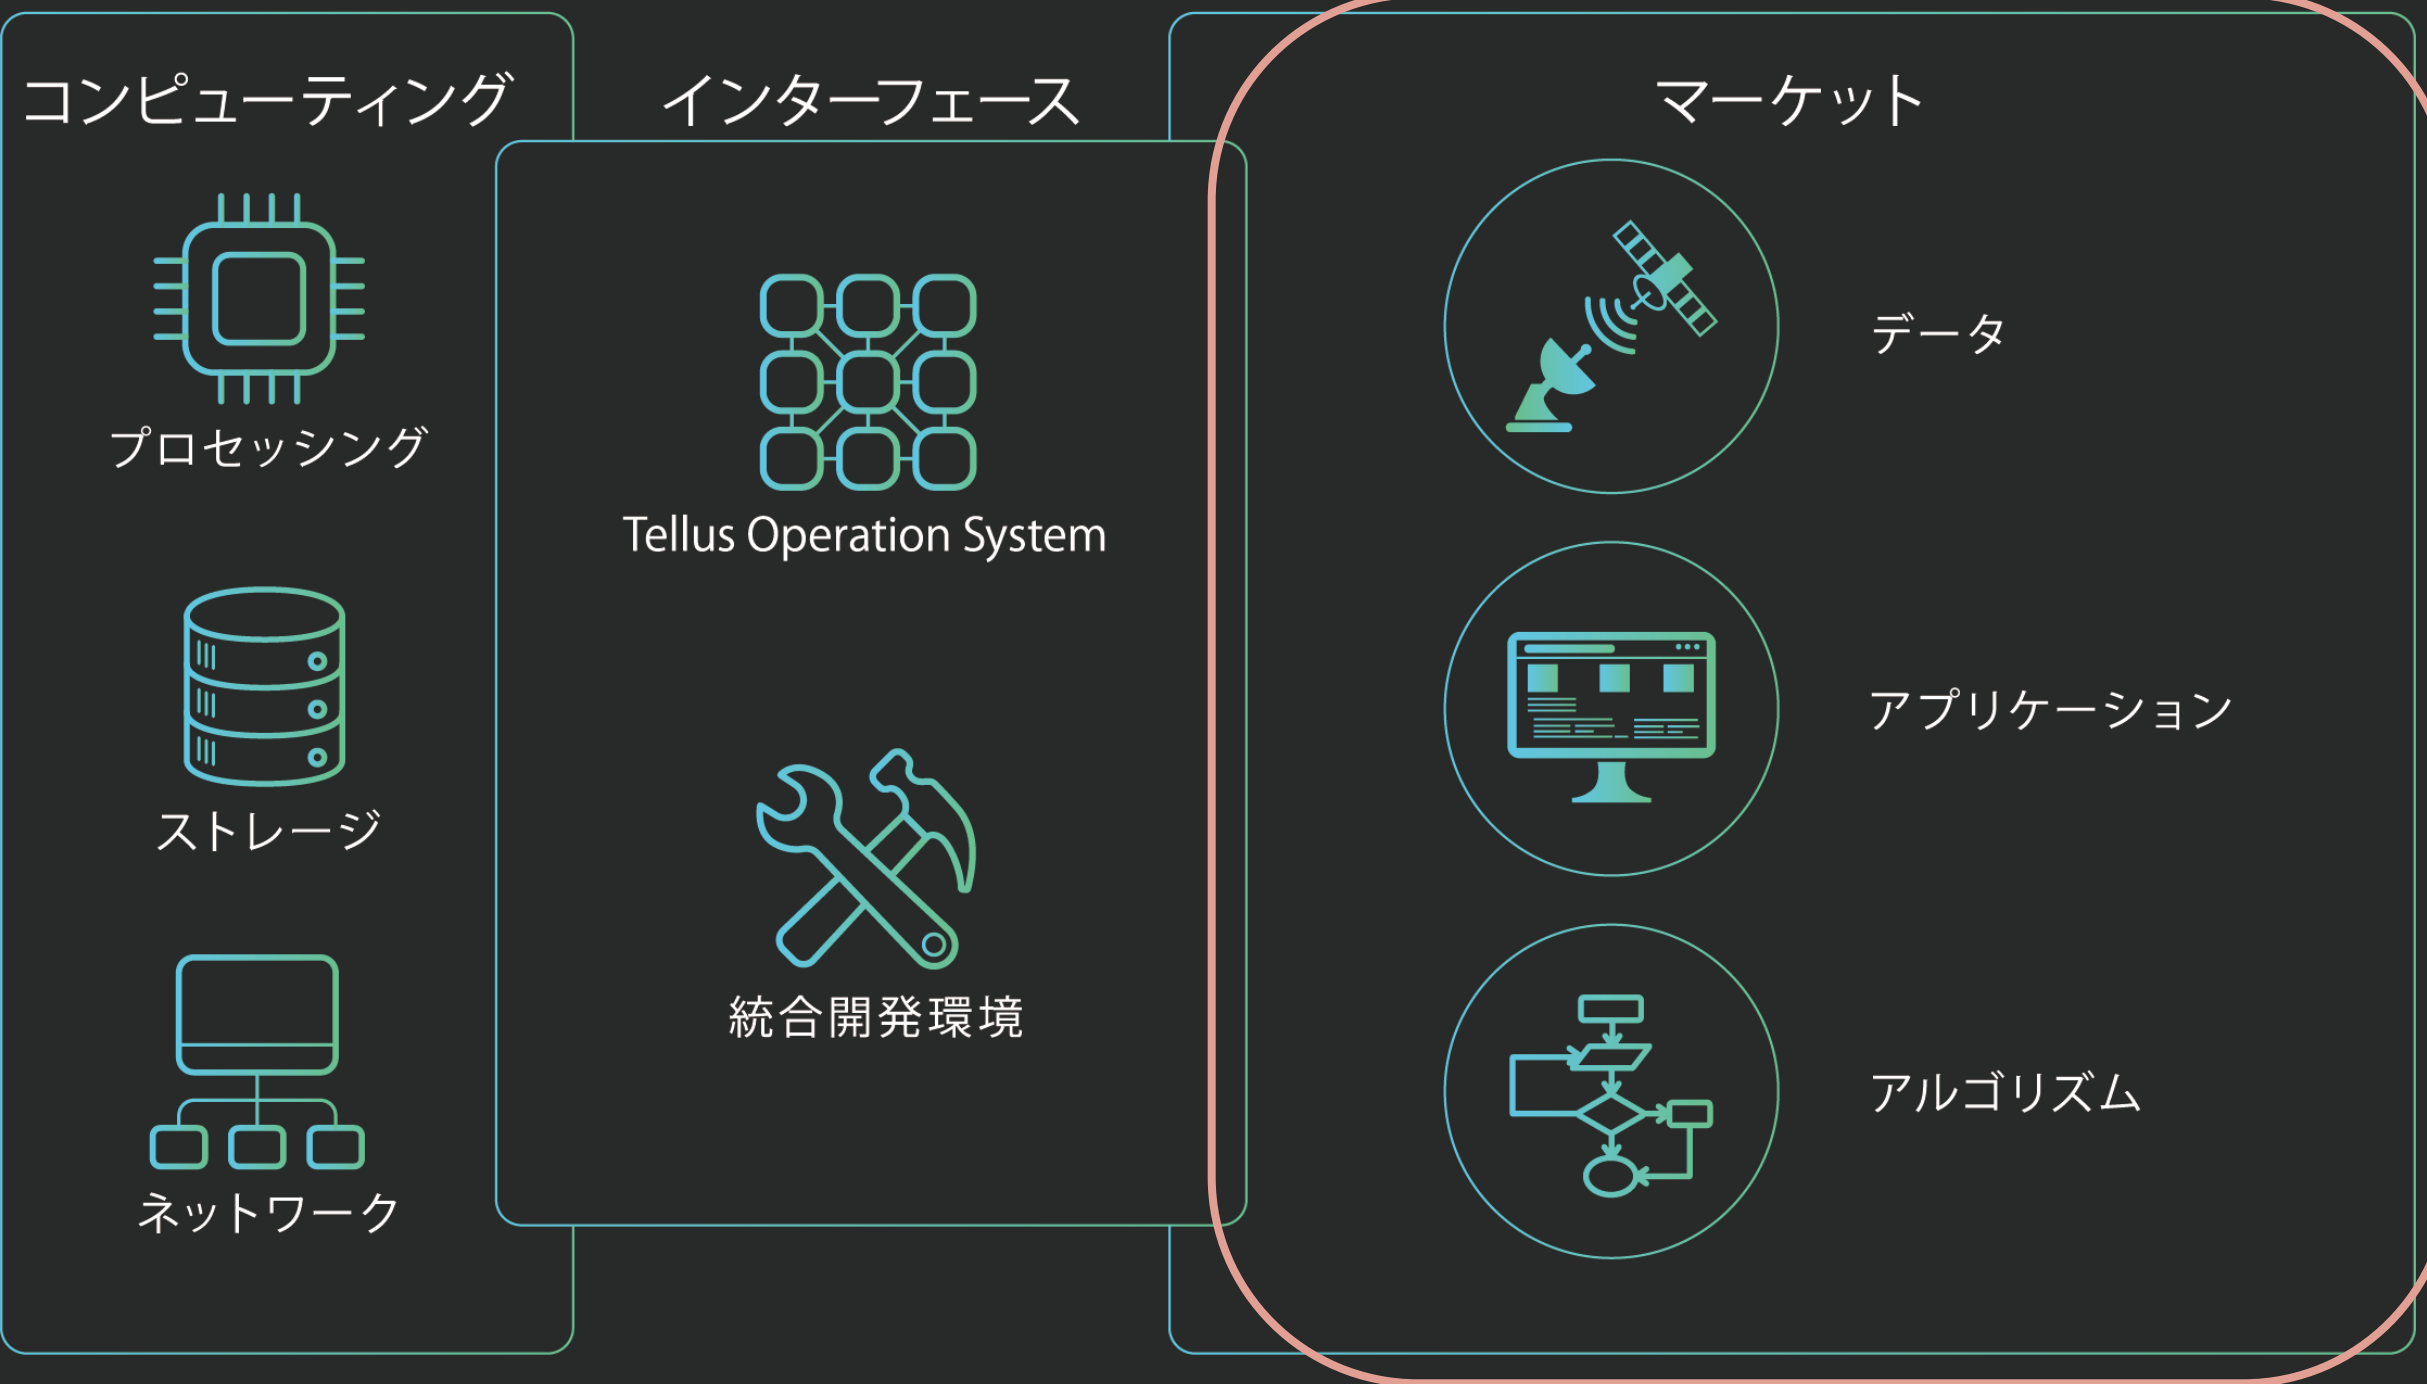 コンピューティング
プロセッシング
ストレージ
ネットワーク
インターフェース
Tellus Operation System
統合開発環境
マーケット
データ
アプリケーション
アルゴリズム